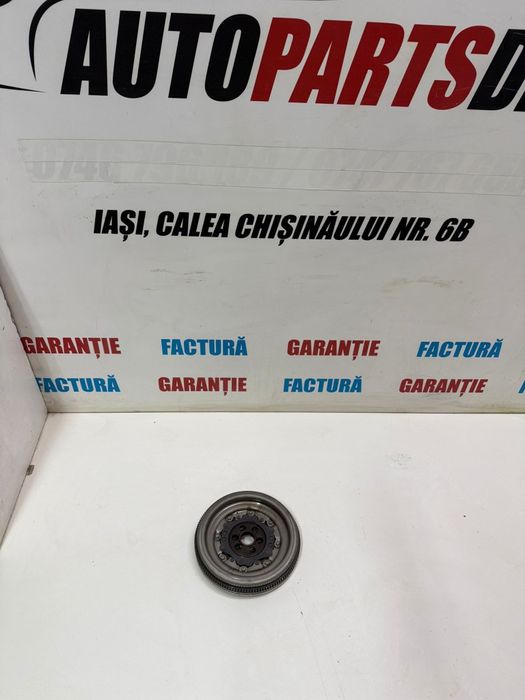 AUTOPARTSD
IAȘI, CALEA CHIȘINĂULUI NR. 6B
GARANȚIE FACTURĂ GARANȚIE FACTURĂ
FACTURĂ GARANȚIE FACTURĂ GARANȚIE